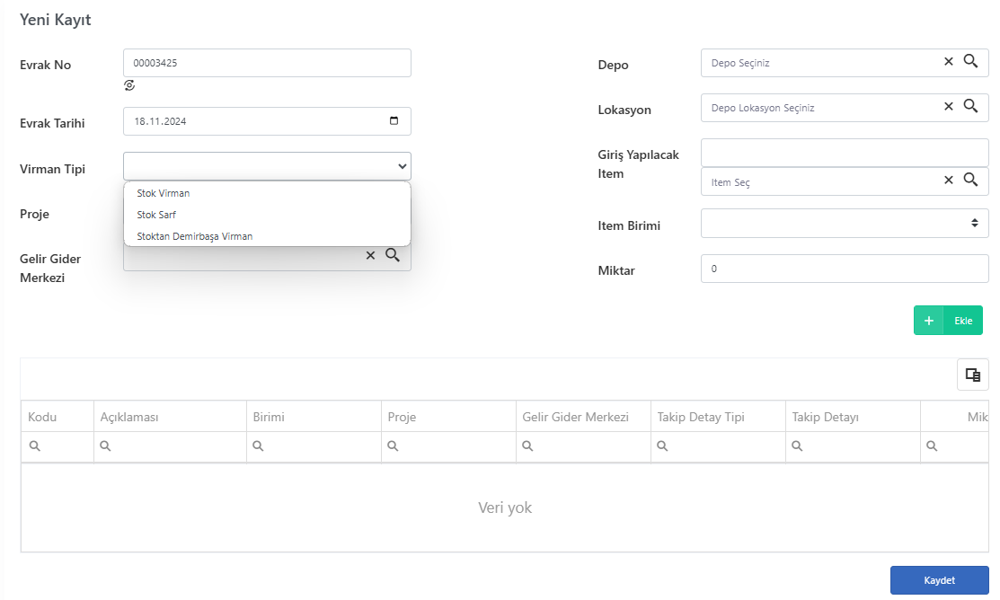 Yeni Kayıt
Evrak No
00003425
Evrak Tarihi
18.11.2024
Virman Tipi
Stok Virman
Stok Sarf
Stoktan Demirbaşa Virman
Proje
Gelir Gider
Merkezi
Depo
Depo Seçiniz
Lokasyon
Depo Lokasyon Seçiniz
Giriş Yapılacak
Item
Item Seç
Item Birimi
Miktar
0
+ Ekle
Kodu Açıklaması Birimi Proje Gelir Gider Merkezi Takip Detay Tipi Takip Detayı Mik
Veri yok
Kaydet